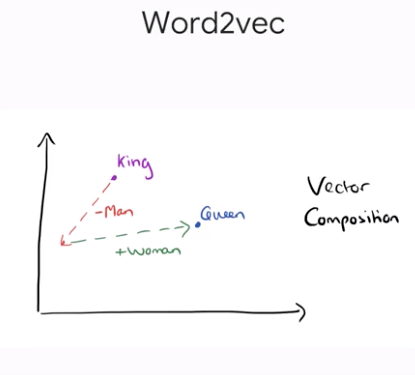 Word2vec
King
-Man
Queen
+Woman
Vector
Composition